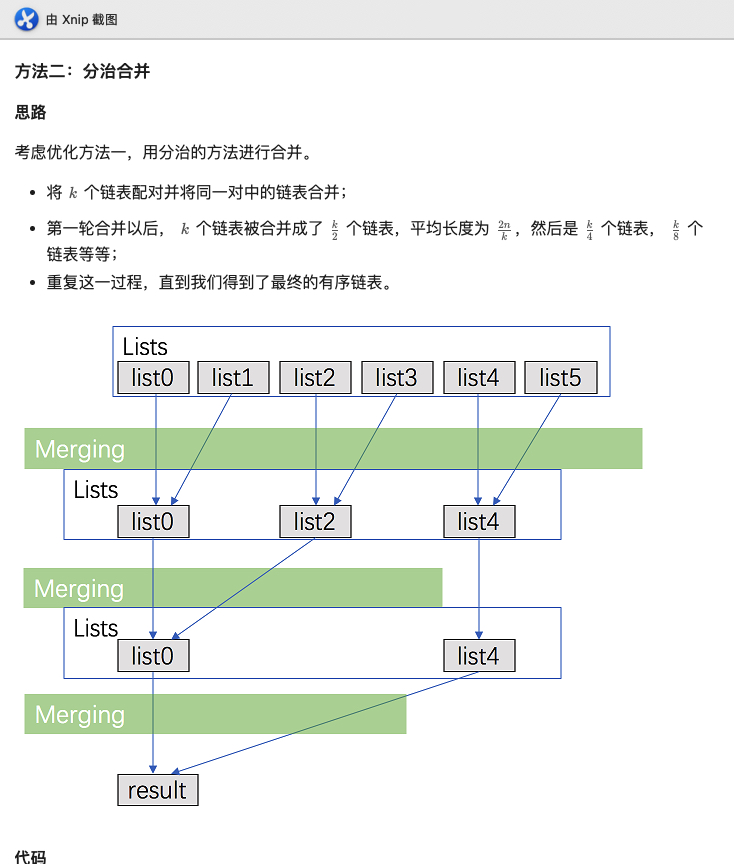 由 Xnip 截图
方法二：分治合并
思路
考虑优化方法一，用分治的方法进行合并。
• 将 k 个链表配对并将同一对中的链表合并；
• 第一轮合并以后， k 个链表被合并成了 k/2 个链表，平均长度为 2n/k，然后是 k/4 个链表， k/8 个
链表等等；
• 重复这一过程，直到我们得到了最终的有序链表。
Lists
list0 list1 list2 list3 list4 list5
Merging
Lists
list0 list2 list4
Merging
Lists
list0 list4
Merging
result
代码